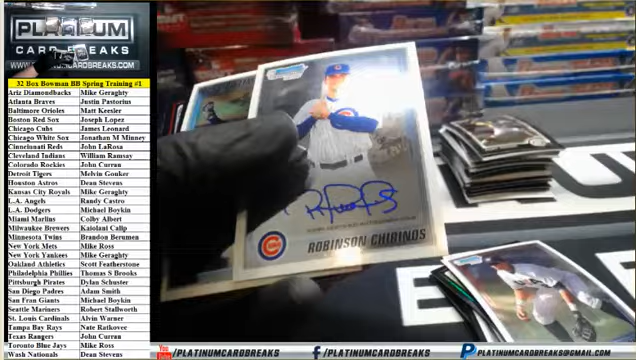 PLATINUM
CARD BREAKS
32 Box Bowman BB Spring Training #1
Ariz Diamondbacks Mike Geraghty
Atlanta Braves Justin Pastorius
Baltimore Orioles Matt Keesler
Boston Red Sox Joseph Lopez
Chicago Cubs James Leonard
Chicago White Sox Jonathan M Minney
Cincinnati Reds John LaRosa
Cleveland Indians William Ramsay
Colorado Rockies John Curran
Detroit Tigers Melvin Gouker
Houston Astros Dean Stevens
Kansas City Royals Mike Geraghty
L.A. Angels Randy Castro
L.A. Dodgers Michael Boykin
Miami Marlins Colby Albert
Milwaukee Brewers Kaiolani Calip
Minnesota Twins Brandon Berumen
New York Mets Mike Ross
New York Yankees Mike Geraghty
Oakland Athletics Scott Featherstone
Philadelphia Phillies Thomas S Brooks
Pittsburgh Pirates Dylan Schuster
San Diego Padres Adam Smith
San Fran Giants Michael Boykin
Seattle Mariners Robert Stallworth
St. Louis Cardinals Alvin Warner
Tampa Bay Rays Nate Ratkovec
Texas Rangers John Curran
Toronto Blue Jays Mike Ross
Wash Nationals Dean Stevens
ROBINSON CHIRINOS
You Tube /PLATINUMCARDBREAKS
f /PLATINUMCARDBREAKS
P PLATINUMCARDBREAKS@GMAIL.COM